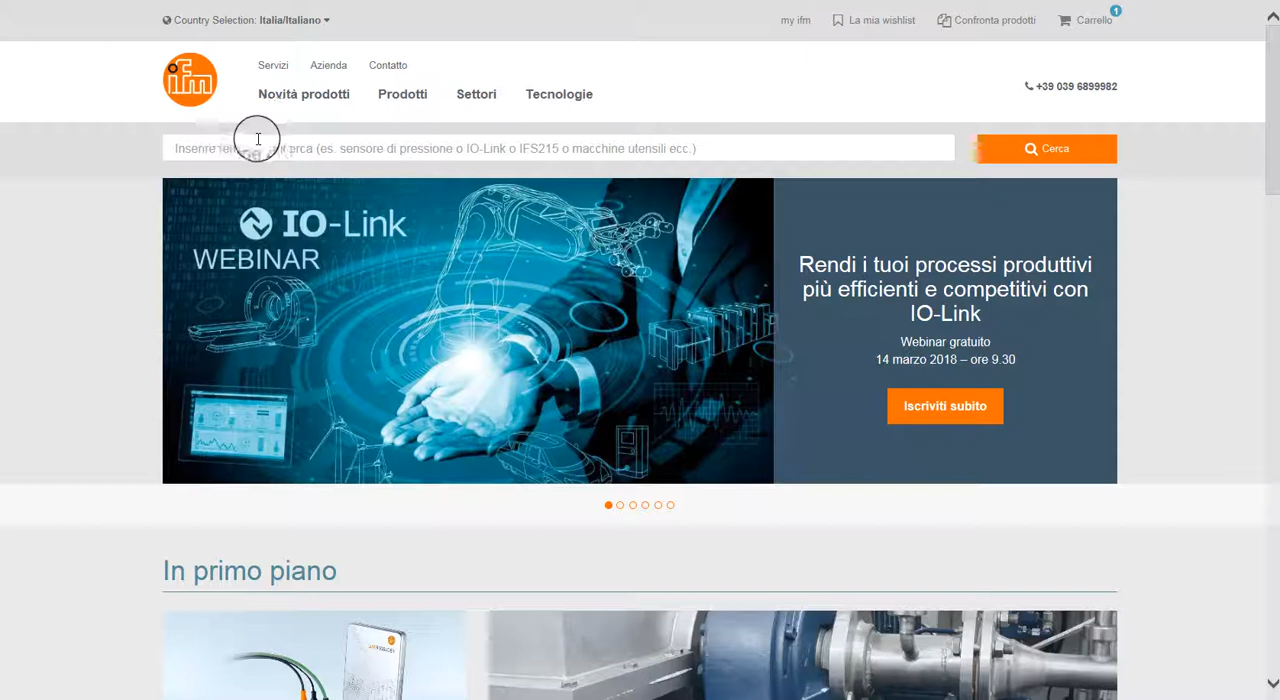 Country Selection: Italia/Italiano
my ifm
La mia wishlist
Confronta prodotti
Carrello
1
ifm
Servizi
Azienda
Contatto
Novità prodotti
Prodotti
Settori
Tecnologie
+39 039 6899982
(es. sensore di pressione o IO-Link o IFS215 o macchine utensili ecc.)
Cerca
IO-Link
WEBINAR
Rendi i tuoi processi produttivi
più efficienti e competitivi con
IO-Link
Webinar gratuito
14 marzo 2018 – ore 9.30
Iscriviti subito
In primo piano